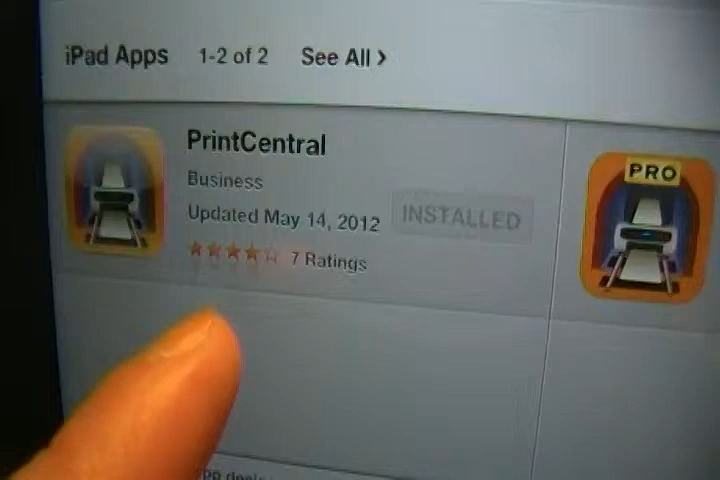 iPad Apps 1-2 of 2 See All >
PrintCentral
Business
Updated May 14, 2012
INSTALLED
7 Ratings
PRO